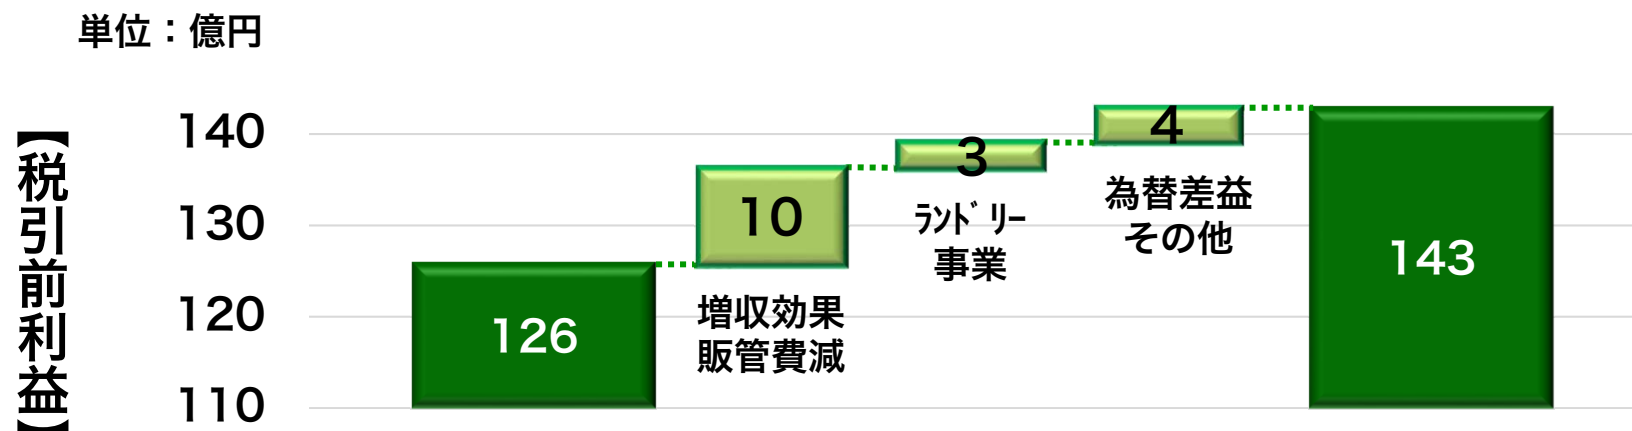 単位：億円
【税引前利益】
140
130
120
110
126
10
増収効果
販管費減
3
ﾗﾝﾄﾞﾘｰ
事業
4
為替差益
その他
143